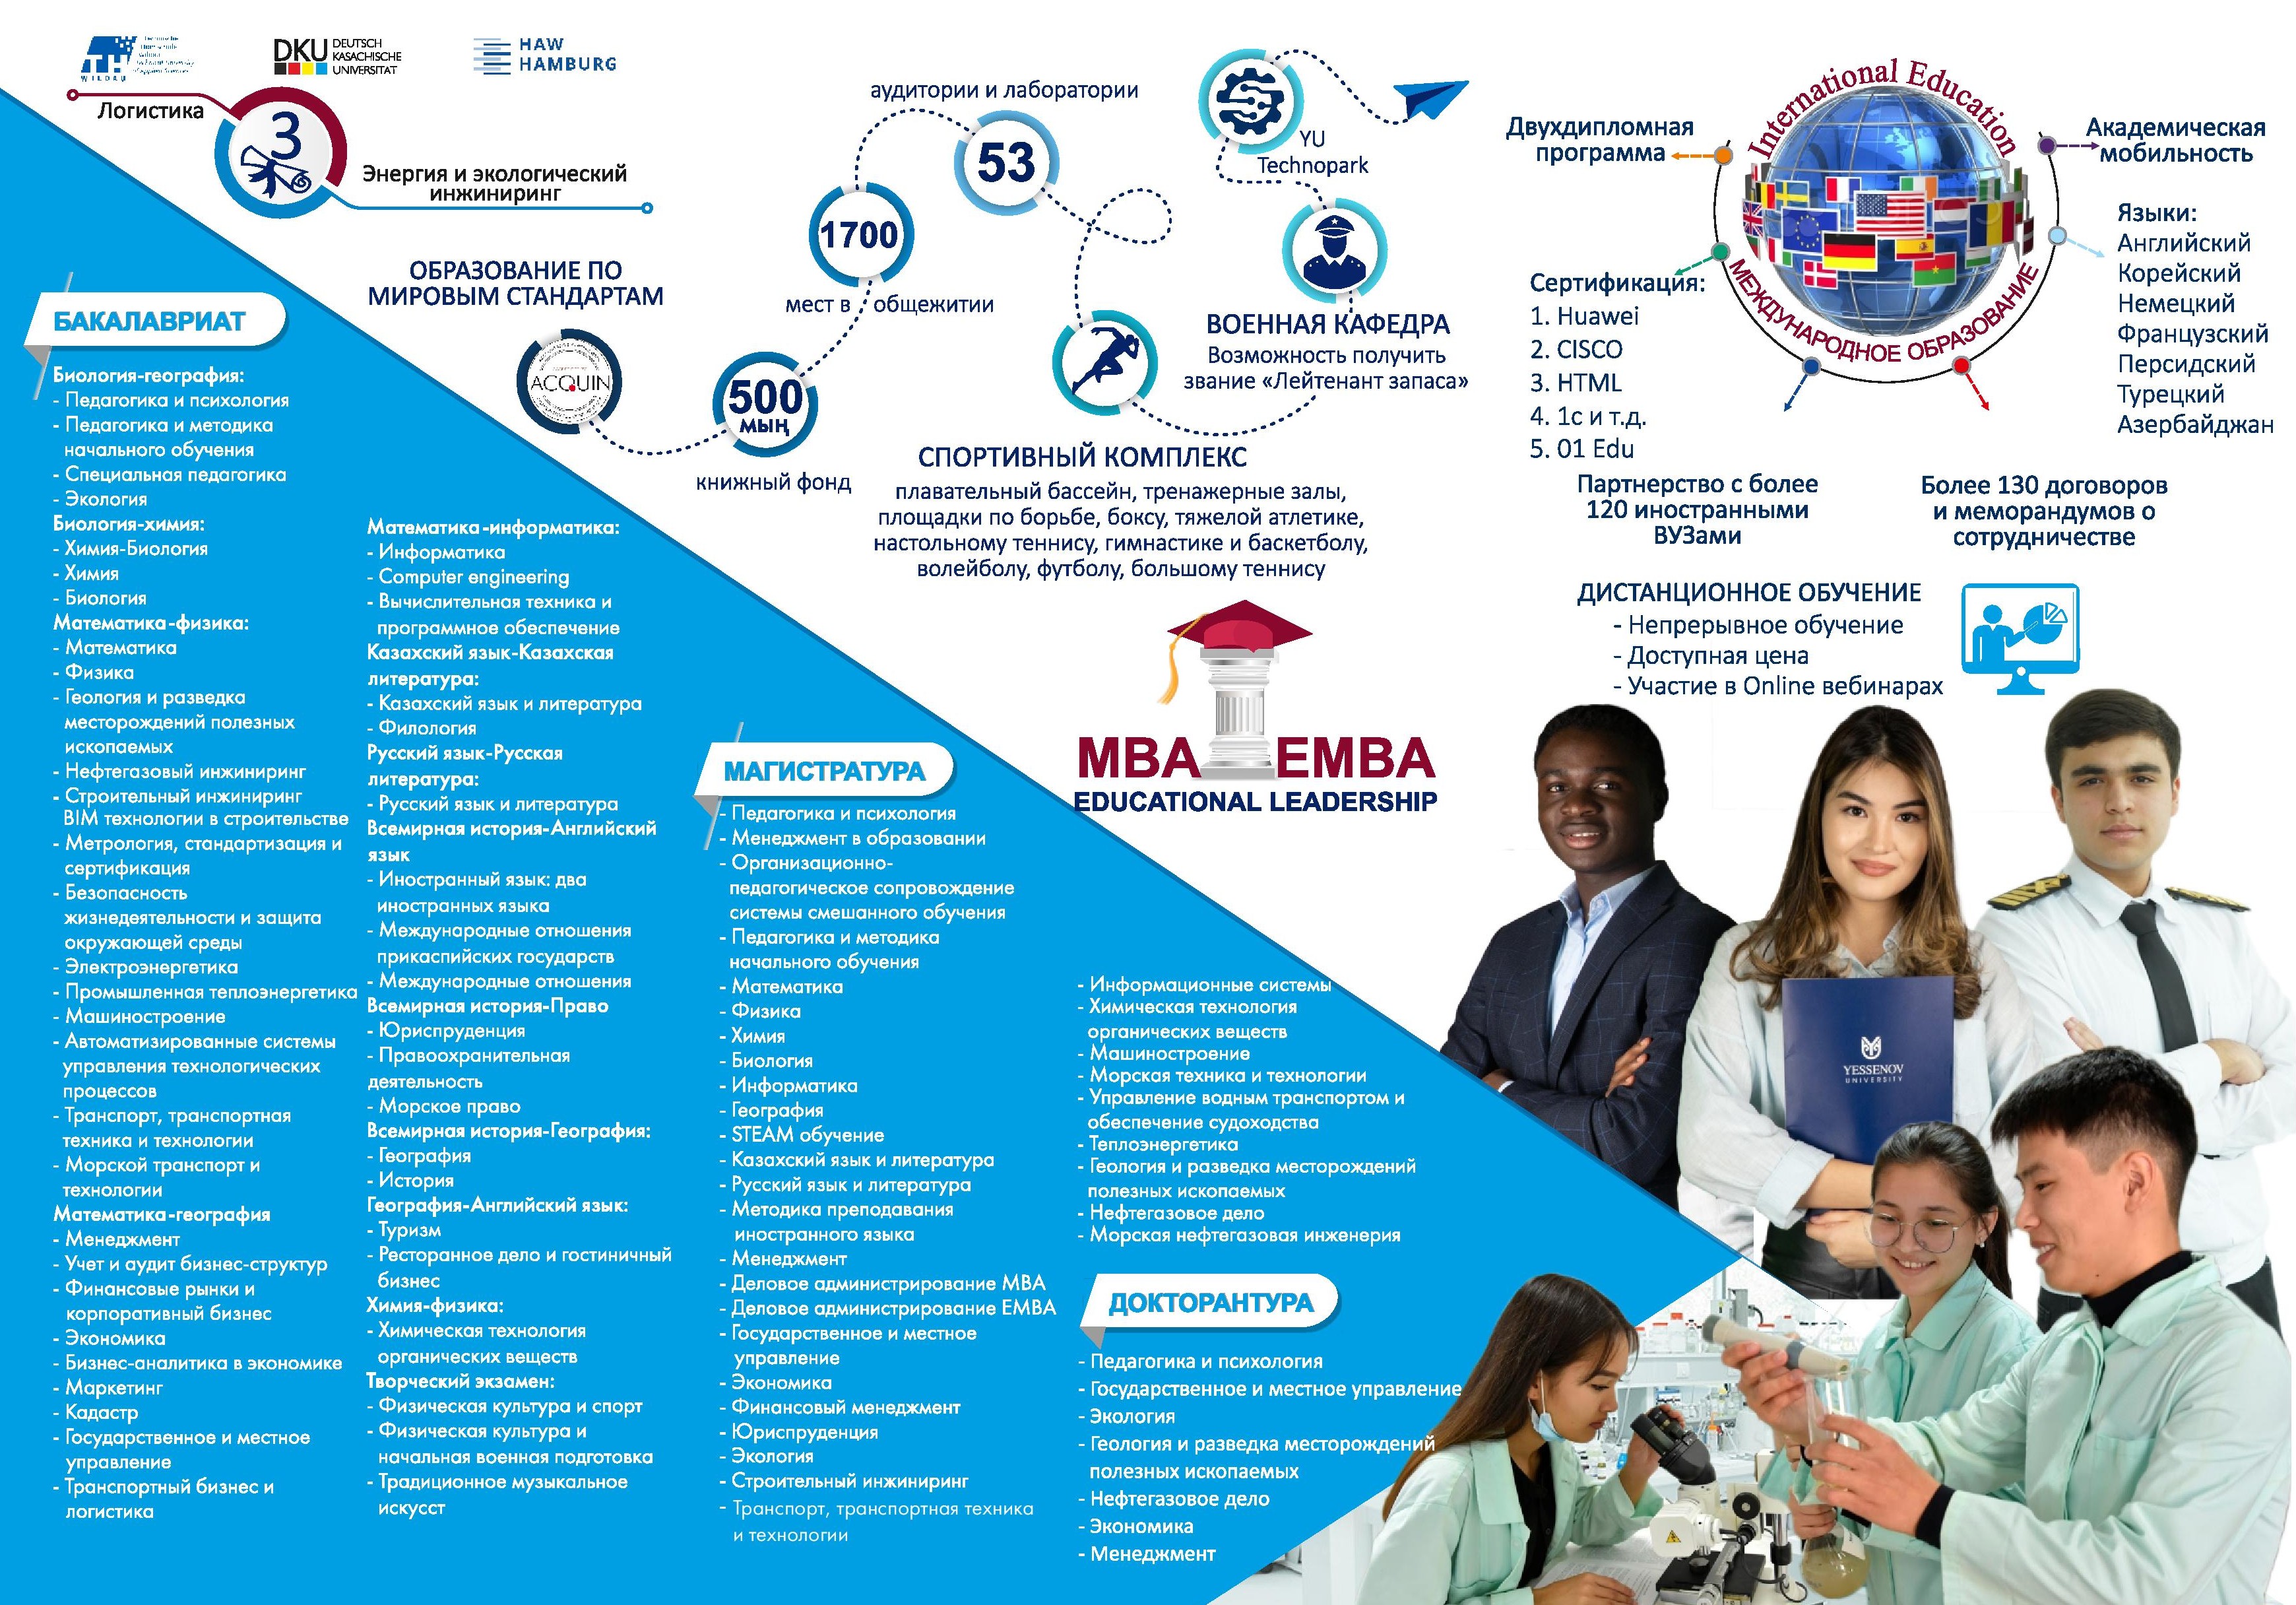 DKU
DEUTSCH
KASACHISCHE
UNIVERSITAT
HAW
HAMBURG
WILDAU
Логистика
3
Энергия и экологический
инжиниринг
ОБРАЗОВАНИЕ ПО
МИРОВЫМ СТАНДАРТАМ
ACQUIN
500
мың
книжный фонд
1700
мест в общежитии
аудитории и лаборатории
53
YU
Technopark
ВОЕННАЯ КАФЕДРА
Возможность получить
звание «Лейтенант запаса»
СПОРТИВНЫЙ КОМПЛЕКС
плавательный бассейн, тренажерные залы,
площадки по борьбе, боксу, тяжелой атлетике,
настольному теннису, гимнастике и баскетболу,
волейболу, футболу, большому теннису
MBA EMBA
EDUCATIONAL LEADERSHIP
International Education
МЕЖДУНАРОДНОЕ ОБРАЗОВАНИЕ
Двухдипломная
программа
Академическая
мобильность
Сертификация:
1. Huawei
2. CISCO
3. HTML
4. 1с и т.д.
5. 01 Edu
Языки:
Английский
Корейский
Немецкий
Французский
Персидский
Турецкий
Азербайджан
Партнерство с более
120 иностранными
ВУЗами
Более 130 договоров
и меморандумов о
сотрудничестве
ДИСТАНЦИОННОЕ ОБУЧЕНИЕ
- Непрерывное обучение
- Доступная цена
- Участие в Online вебинарах
БАКАЛАВРИАТ
Биология-география:
- Педагогика и психология
- Педагогика и методика
начального обучения
- Специальная педагогика
- Экология
Биология-химия:
- Химия-Биология
- Химия
- Биология
Математика-физика:
- Математика
- Физика
- Геология и разведка
месторождений полезных
ископаемых
- Нефтегазовый инжиниринг
- Строительный инжиниринг
BIM технологии в строительстве
- Метрология, стандартизация и
сертификация
- Безопасность
жизнедеятельности и защита
окружающей среды
- Электроэнергетика
- Промышленная теплоэнергетика
- Машиностроение
- Автоматизированные системы
управления технологических
процессов
- Транспорт, транспортная
техника и технологии
- Морской транспорт и
технологии
Математика-география
- Менеджмент
- Учет и аудит бизнес-структур
- Финансовые рынки и
корпоративный бизнес
- Экономика
- Бизнес-аналитика в экономике
- Маркетинг
- Кадастр
- Государственное и местное
управление
- Транспортный бизнес и
логистика
Математика-информатика:
- Информатика
- Computer engineering
- Вычислительная техника и
программное обеспечение
Казахский язык-Казахская
литература:
- Казахский язык и литература
- Филология
Русский язык-Русская
литература:
- Русский язык и литература
Всемирная история-Английский
язык
- Иностранный язык: два
иностранных языка
- Международные отношения
прикаспийских государств
- Международные отношения
Всемирная история-Право
- Юриспруденция
- Правоохранительная
деятельность
- Морское право
Всемирная история-География:
- География
- История
География-Английский язык:
- Туризм
- Ресторанное дело и гостиничный
бизнес
Химия-физика:
- Химическая технология
органических веществ
Творческий экзамен:
- Физическая культура и спорт
- Физическая культура и
начальная военная подготовка
- Традиционное музыкальное
искусст
МАГИСТРАТУРА
- Педагогика и психология
- Менеджмент в образовании
- Организационно-
педагогическое сопровождение
системы смешанного обучения
- Педагогика и методика
начального обучения
- Математика
- Физика
- Химия
- Биология
- Информатика
- География
- STEAM обучение
- Казахский язык и литература
- Русский язык и литература
- Методика преподавания
иностранного языка
- Менеджмент
- Деловое администрирование MBA
- Деловое администрирование EMBA
- Государственное и местное
управление
- Экономика
- Финансовый менеджмент
- Юриспруденция
- Экология
- Строительный инжиниринг
- Транспорт, транспортная техника
и технологии
- Информационные системы
- Химическая технология
органических веществ
- Машиностроение
- Морская техника и технологии
- Управление водным транспортом и
обеспечение судоходства
- Теплоэнергетика
- Геология и разведка месторождений
полезных ископаемых
- Нефтегазовое дело
- Морская нефтегазовая инженерия
ДОКТОРАНТУРА
- Педагогика и психология
- Государственное и местное управление
- Экология
- Геология и разведка месторождений
полезных ископаемых
- Нефтегазовое дело
- Экономика
- Менеджмент
YESSENOV
UNIVERSITY